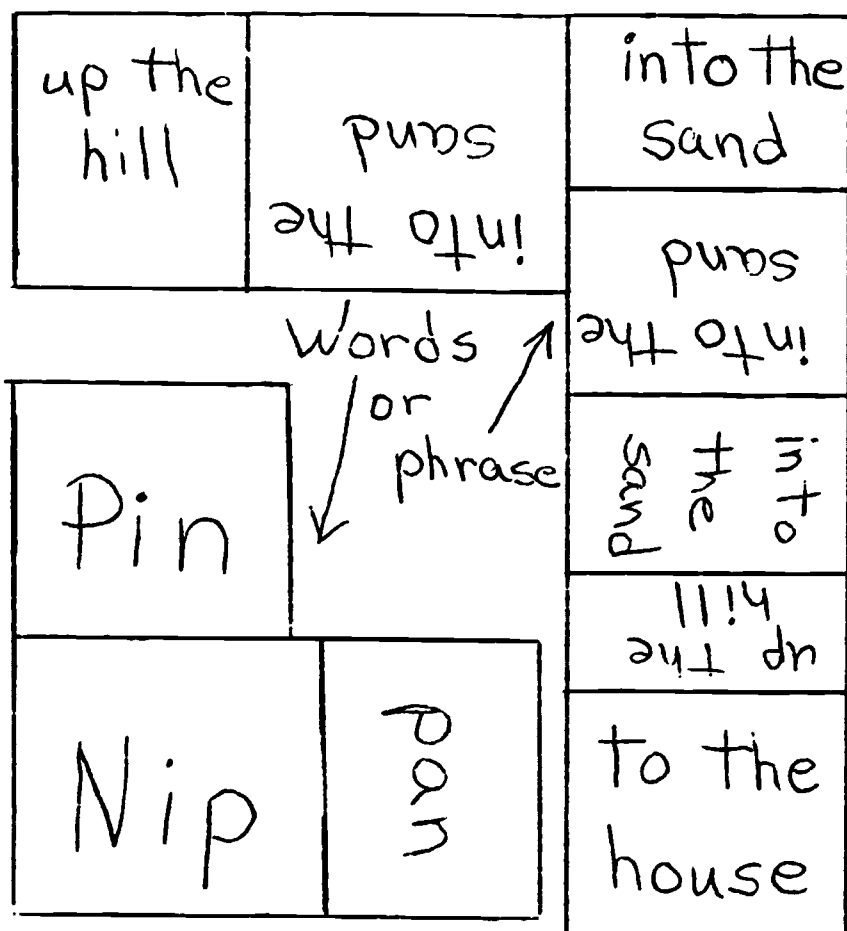 up the
hill
into the
sand
into the
sand
into the
sand
into
the
sand
up the
hill
to the
house
Words
or
phrase
Pin
Nip
pan